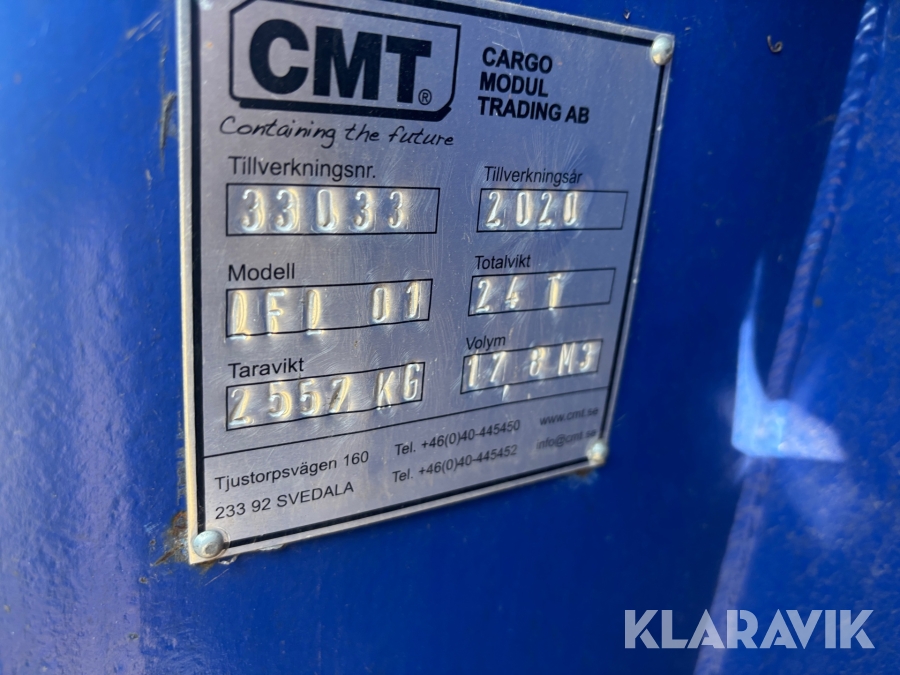 CMT®
CARGO
MODUL
TRADING AB
Containing the future
Tillverkningsnr.
33033
Tillverkningsår
2020
Modell
01
Totalvikt
24 T
Taravikt
2557 KG
Volym
17,8 M3
Tjustorpsvägen 160
233 92 SVEDALA
Tel. +46(0)40-445450
Tel. +46(0)40-445452
www.cmt.se
info@cmt.se
KLARAVIK